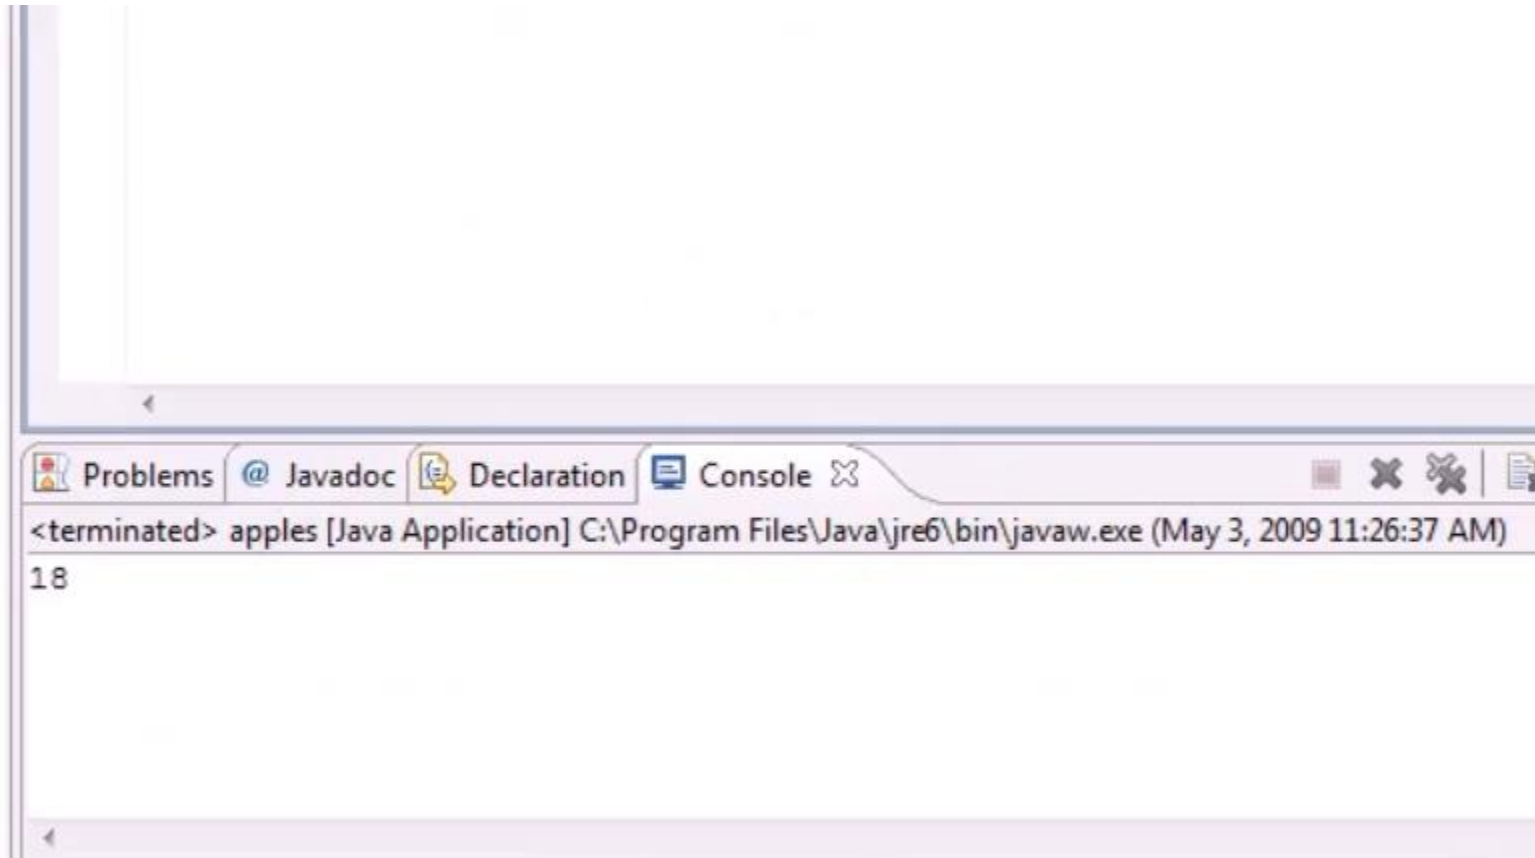 Problems @ Javadoc Declaration Console
<terminated> apples [Java Application] C:\Program Files\Java\jre6\bin\javaw.exe (May 3, 2009 11:26:37 AM)
18